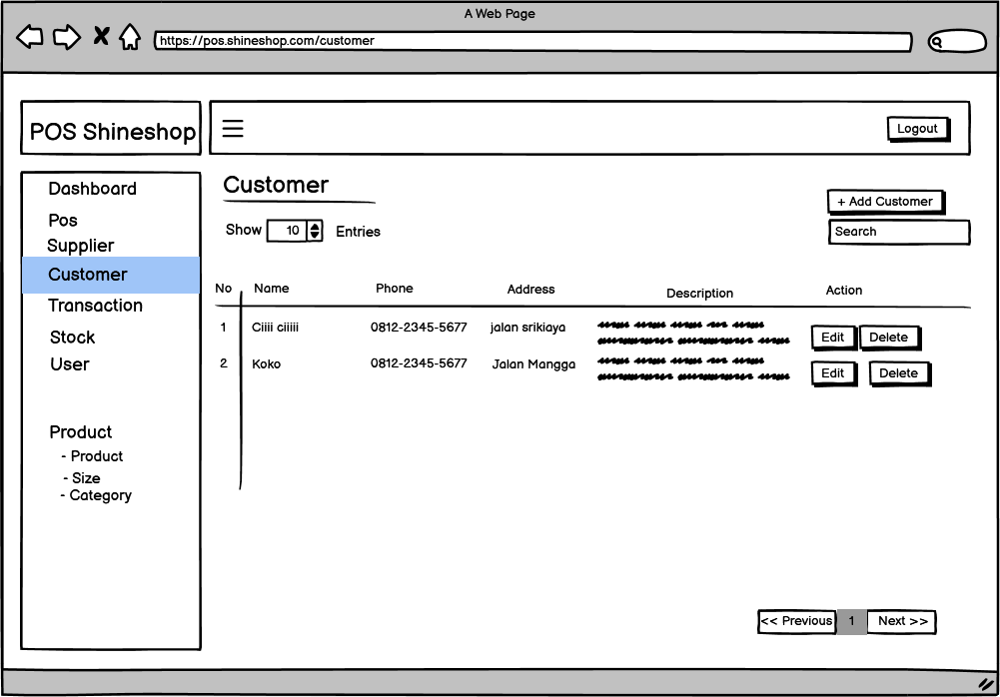 A Web Page
https://pos.shineshop.com/customer
POS Shineshop
Logout
Dashboard
Pos
Supplier
Customer
Transaction
Stock
User
Product
- Product
- Size
- Category
Customer
+ Add Customer
Show 10 Entries
Search
No Name Phone Address Description Action
1 Ciiii ciiiii 0812-2345-5677 jalan srikiaya Edit Delete
2 Koko 0812-2345-5677 Jalan Mangga Edit Delete
<< Previous 1 Next >>